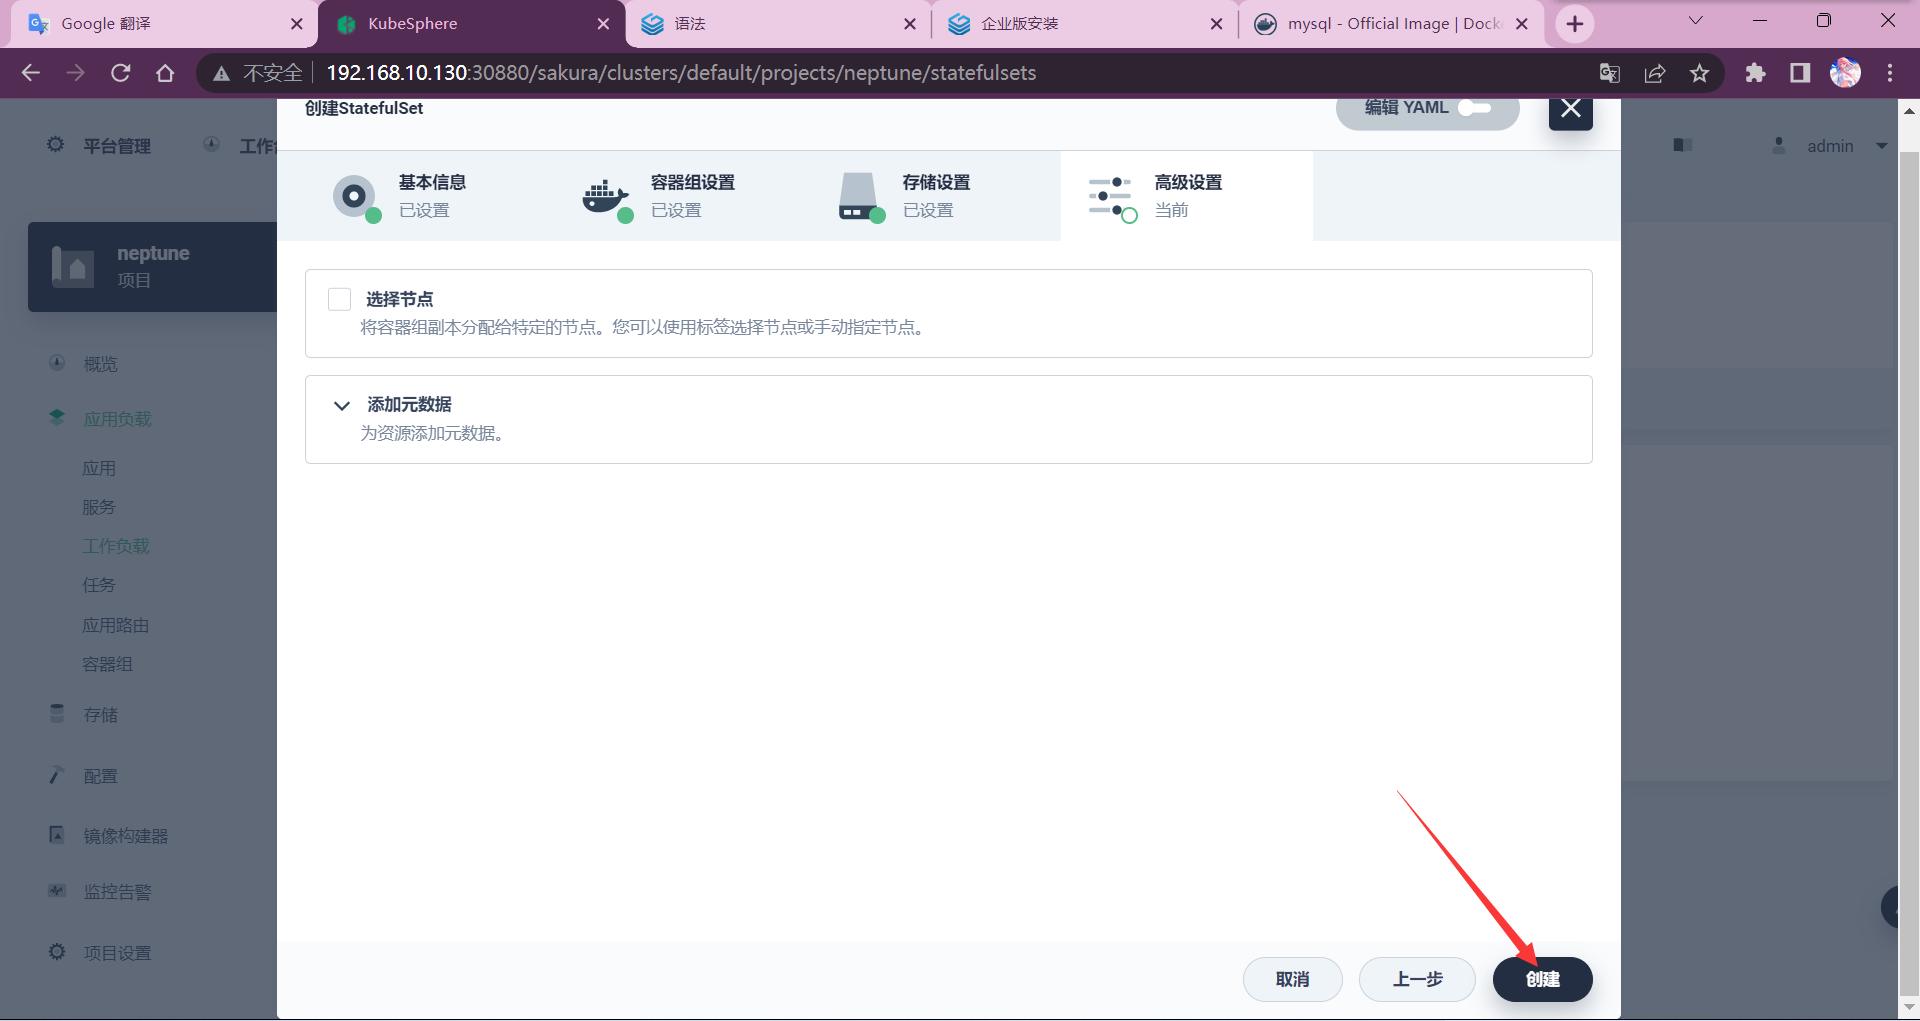 Google 翻译
KubeSphere
语法
企业版安装
mysql - Official Image | Dock
不安全
192.168.10.130:30880/sakura/clusters/default/projects/neptune/statefulsets
创建StatefulSet
编辑 YAML
平台管理
工作
admin
基本信息
已设置
容器组设置
已设置
存储设置
已设置
高级设置
当前
neptune
项目
选择节点
将容器组副本分配给特定的节点。您可以使用标签选择节点或手动指定节点。
添加元数据
为资源添加元数据。
概览
应用负载
应用
服务
工作负载
任务
应用路由
容器组
存储
配置
镜像构建器
监控告警
项目设置
取消
上一步
创建